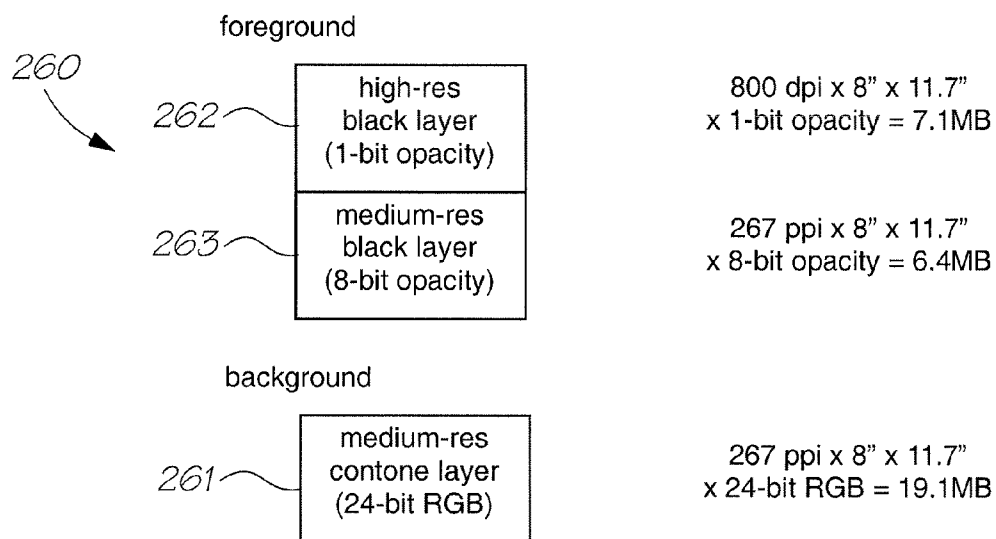 foreground
260
262
high-res
black layer
(1-bit opacity)
800 dpi x 8" x 11.7"
x 1-bit opacity = 7.1MB
263
medium-res
black layer
(8-bit opacity)
267 ppi x 8" x 11.7"
x 8-bit opacity = 6.4MB
background
261
medium-res
contone layer
(24-bit RGB)
267 ppi x 8" x 11.7"
x 24-bit RGB = 19.1MB